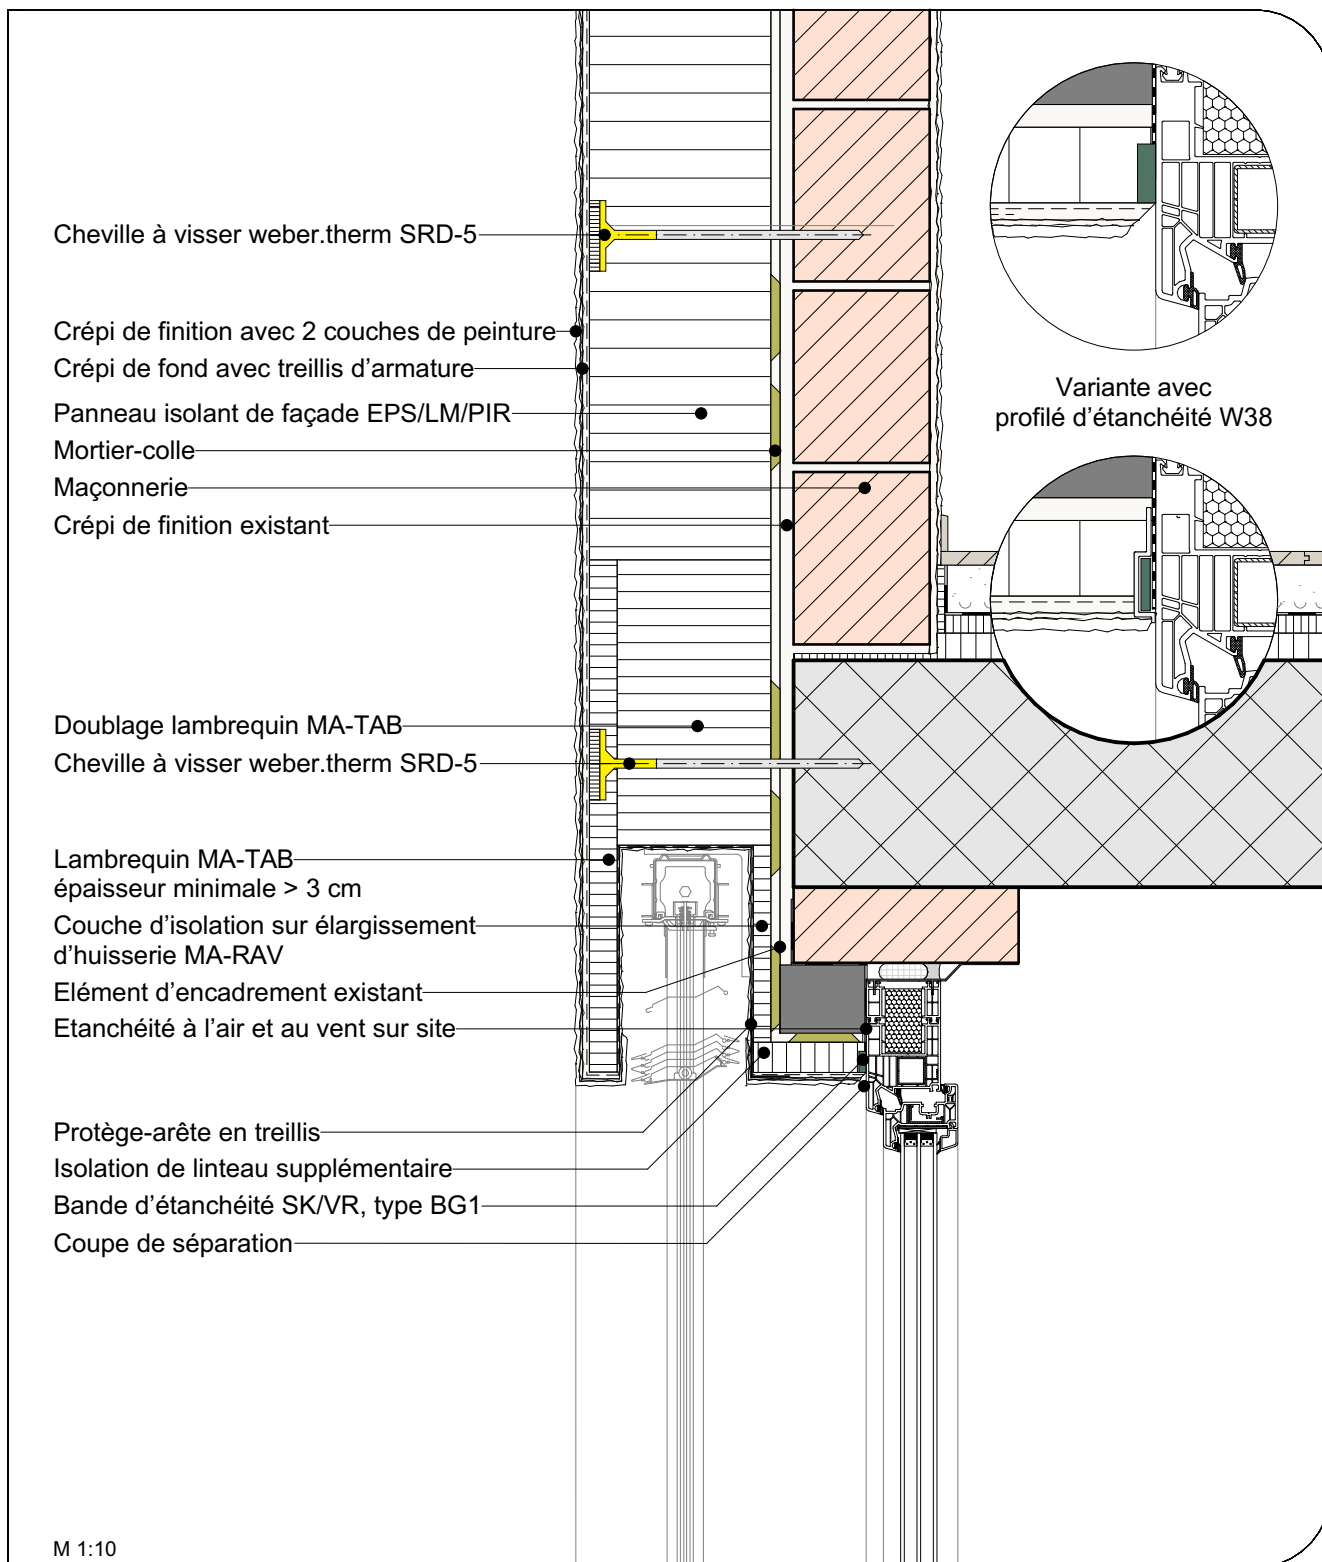 Cheville à visser weber.therm SRD-5
Crépi de finition avec 2 couches de peinture
Crépi de fond avec treillis d’armature
Panneau isolant de façade EPS/LM/PIR
Mortier-colle
Maçonnerie
Crépi de finition existant
Variante avec
profilé d’étanchéité W38
Doublage lambrequin MA-TAB
Cheville à visser weber.therm SRD-5
Lambrequin MA-TAB
épaisseur minimale > 3 cm
Couche d’isolation sur élargissement
d’huisserie MA-RAV
Elément d’encadrement existant
Etanchéité à l’air et au vent sur site
Protège-arête en treillis
Isolation de linteau supplémentaire
Bande d’étanchéité SK/VR, type BG1
Coupe de séparation
M 1:10